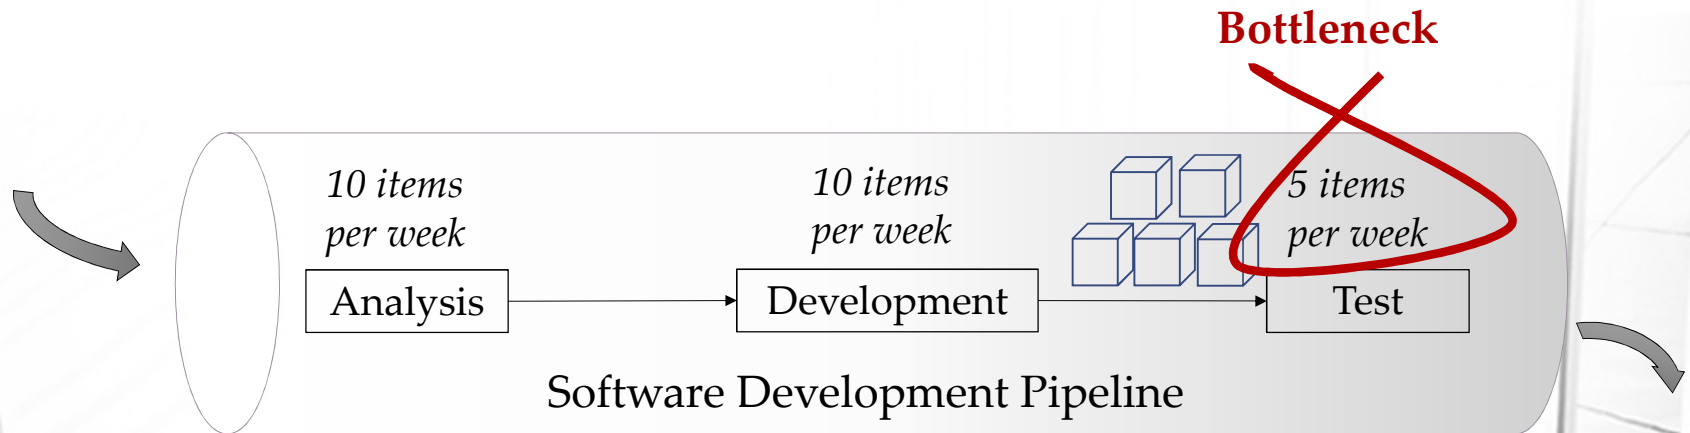 Bottleneck
10 items
per week
10 items
per week
5 items
per week
Analysis
Development
Test
Software Development Pipeline